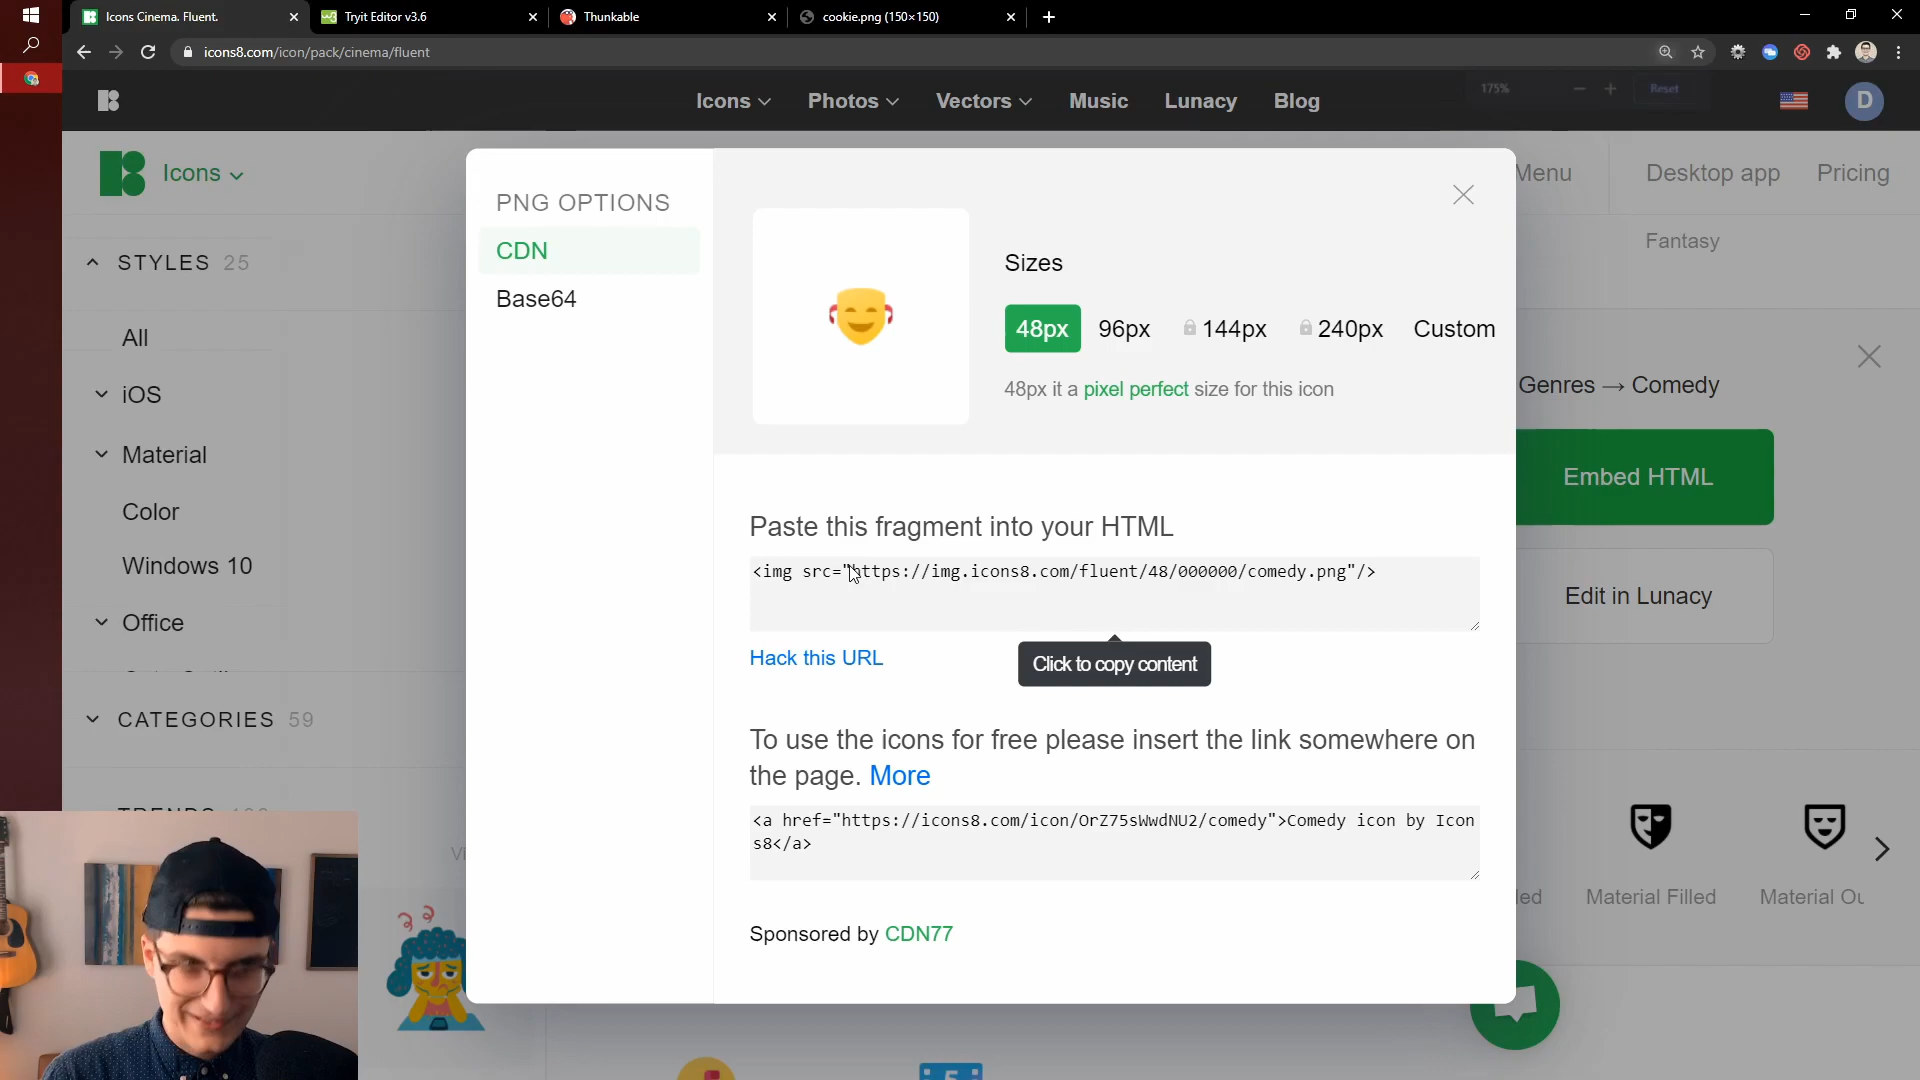 Icons Cinema. Fluent.
Tryit Editor v3.6
Thunkable
cookie.png (150×150)
icons8.com/icon/pack/cinema/fluent
Icons
Photos
Vectors
Music
Lunacy
Blog
175%
Reset
D
Icons
Menu
Desktop app
Pricing
Fantasy
STYLES 25
All
iOS
Material
Color
Windows 10
Office
CATEGORIES 59
PNG OPTIONS
CDN
Base64
Sizes
48px
96px
144px
240px
Custom
48px it a pixel perfect size for this icon
Paste this fragment into your HTML
<img src="https://img.icons8.com/fluent/48/000000/comedy.png"/>
Hack this URL
Click to copy content
To use the icons for free please insert the link somewhere on
the page. More
<a href="https://icons8.com/icon/OrZ75sWwdNU2/comedy">Comedy icon by Icon
s8</a>
Sponsored by CDN77
Genres → Comedy
Embed HTML
Edit in Lunacy
Material Filled